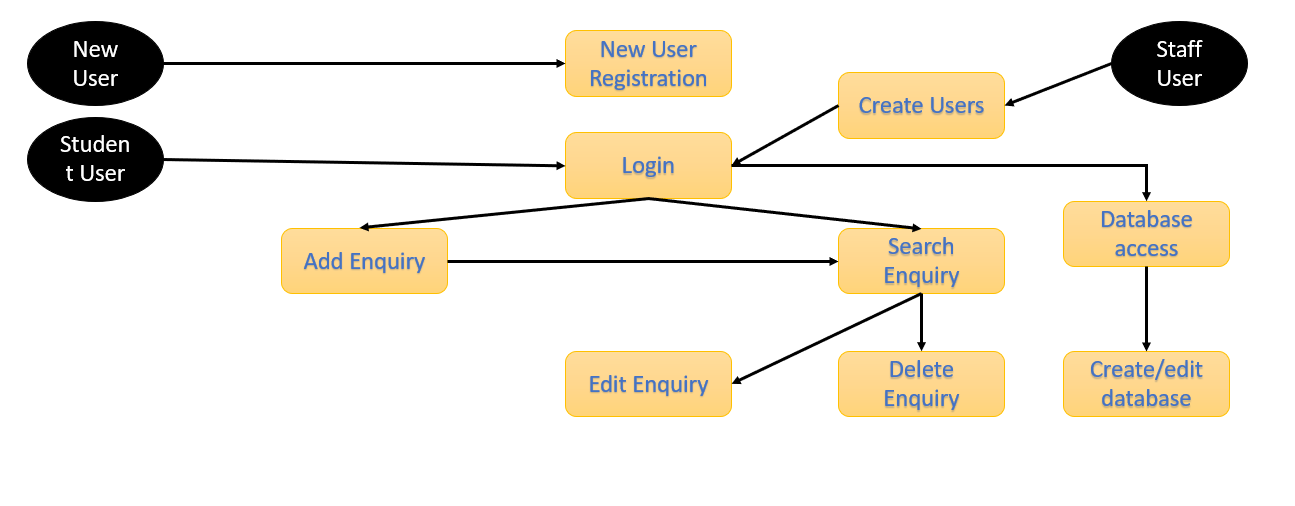 New
User
New User
Registration
Staff
User
Create Users
Studen
t User
Login
Database
access
Add Enquiry
Search
Enquiry
Edit Enquiry
Delete
Enquiry
Create/edit
database